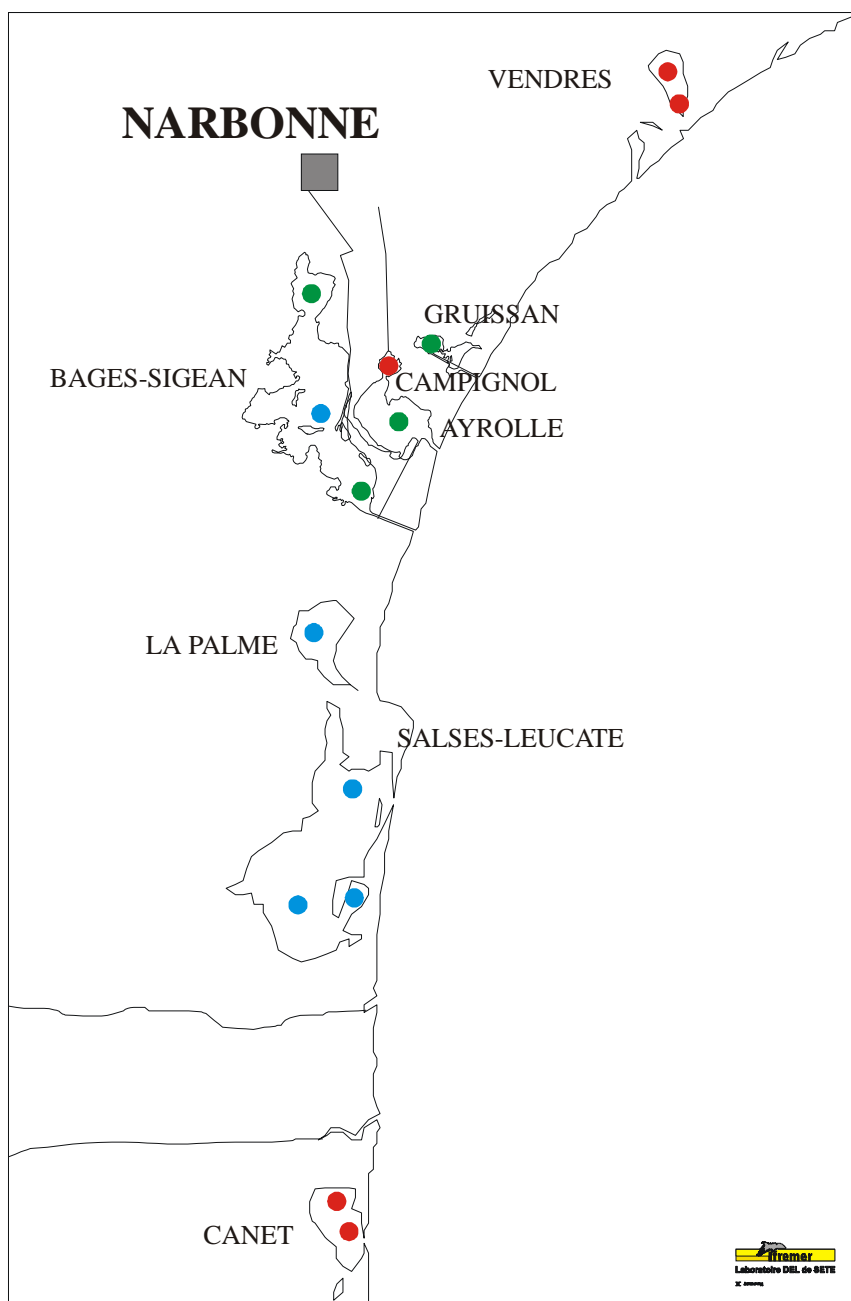 VENDRES
NARBONNE
GRUISSAN
BAGES-SIGEAN
CAMPIGNOL
AYROLLE
LA PALME
SALSES-LEUCATE
CANET
Ifremer
Laboratoire DEL de SETE